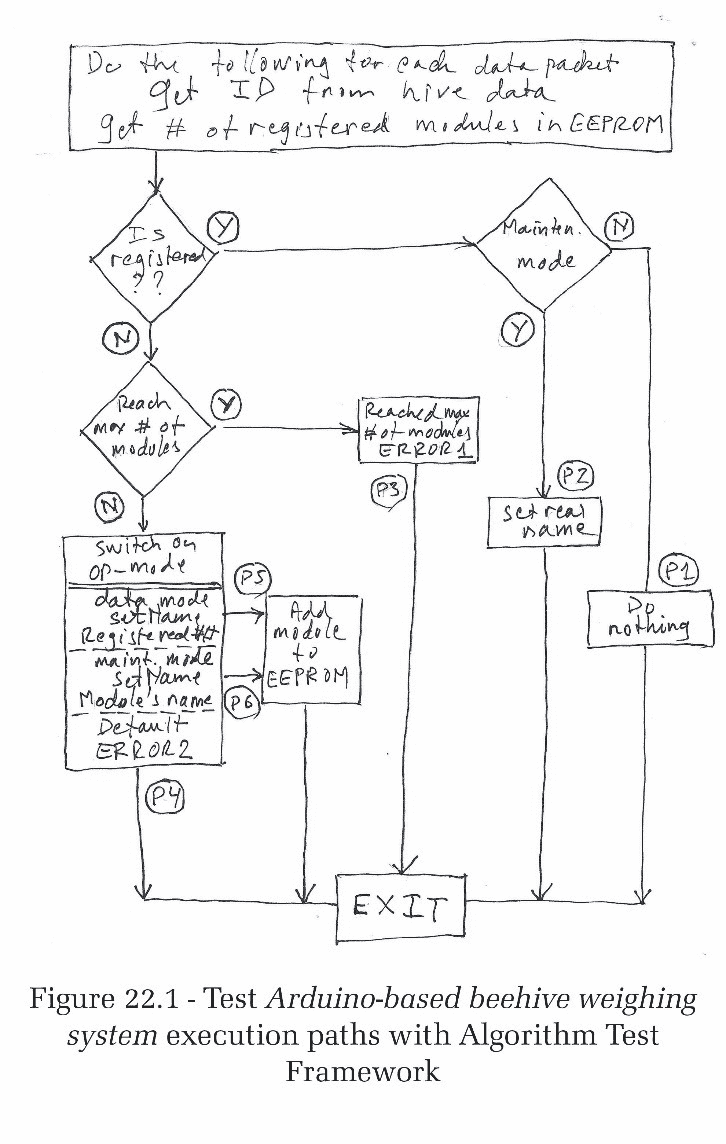 Do the following for each data packet
Get ID from hive data
Get # of registered modules in EEPROM
Is
registered
??
Y
Mainten.
mode
N
N
Y
Reach
max # of
modules
Y
Reached max
# of modules
ERROR 1
P3
P2
Set real
name
N
Switch on
OP-mode
P5
P1
Do
nothing
data mode
SetName
Registered##
maint. mode
SetName
Module's name
Default
ERROR2
Add
module
to
EEPROM
P6
P4
EXIT
Figure 22.1 - Test Arduino-based beehive weighing
system execution paths with Algorithm Test
Framework